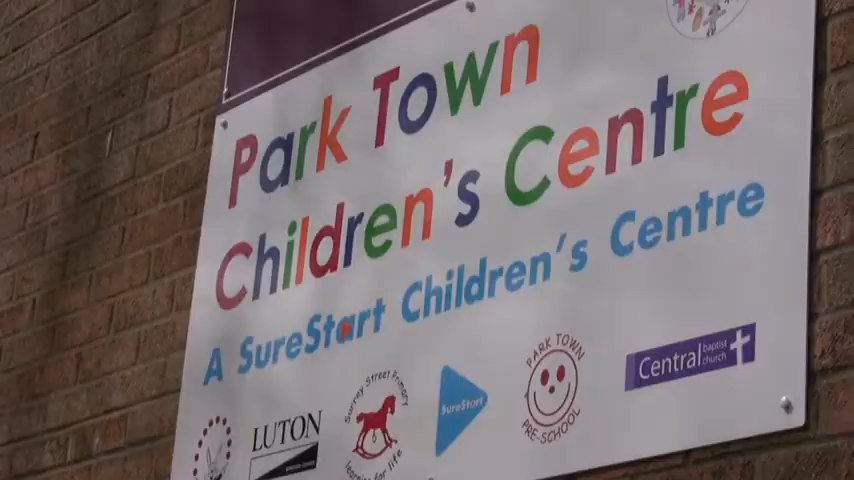 Park Town
Children's Centre
A SureStart Children's Centre
LUTON
Surrey Street Primary
learning for life
SureStart
PARK TOWN
PRE-SCHOOL
Central baptist church